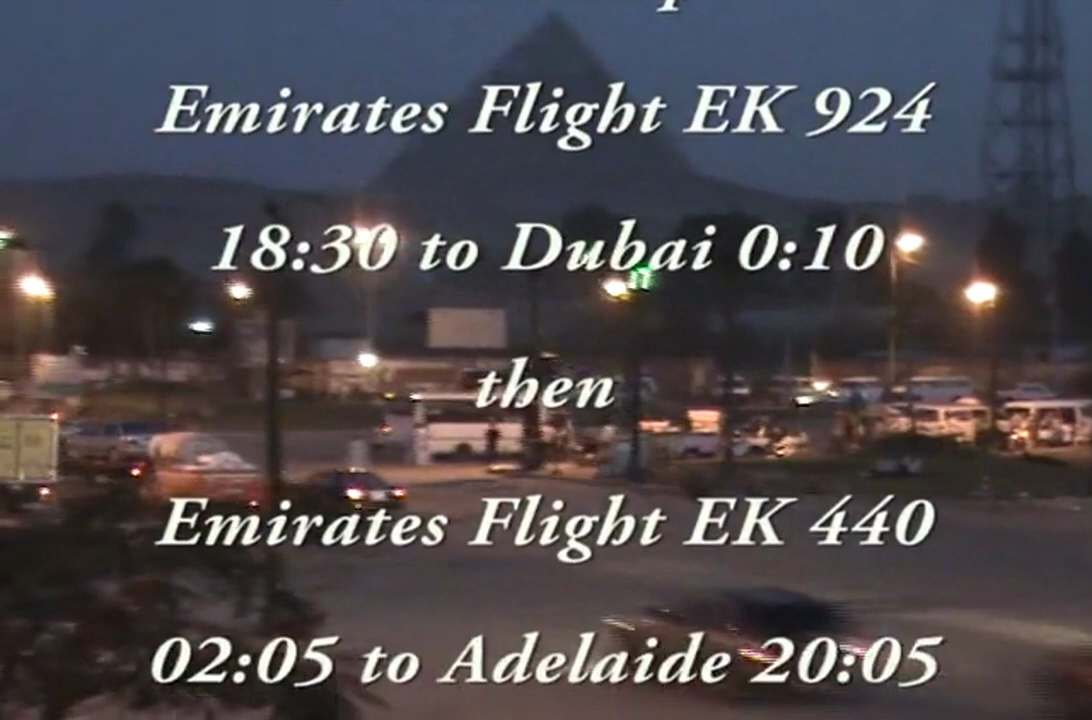 Emirates Flight EK 924
18:30 to Dubai 0:10
then
Emirates Flight EK 440
02:05 to Adelaide 20:05